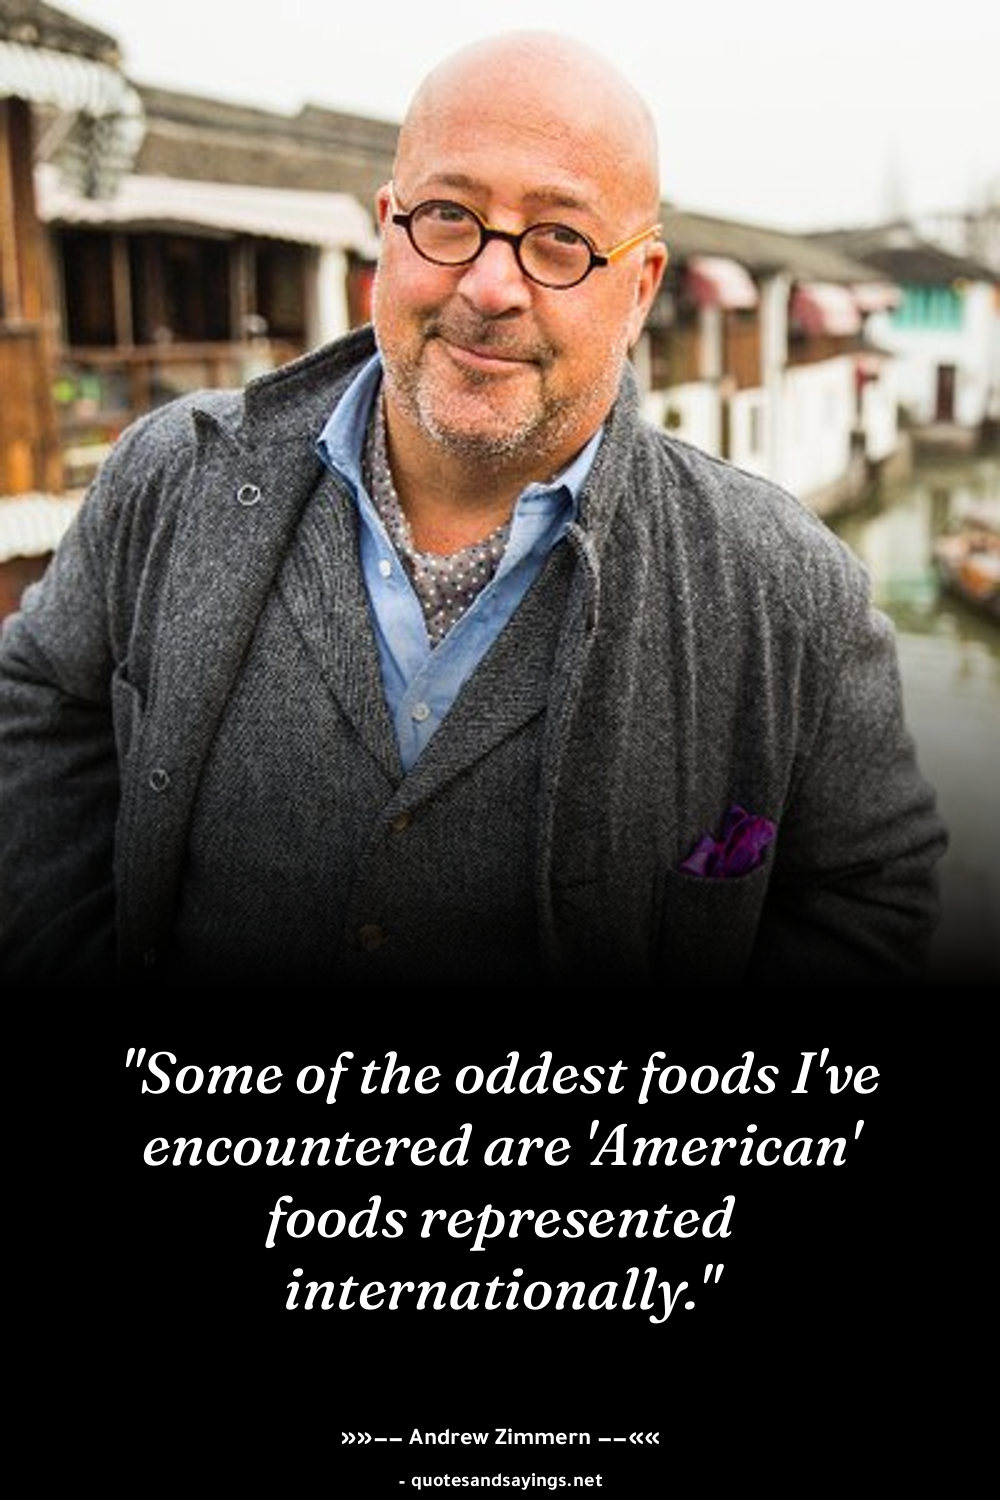 "Some of the oddest foods I've
encountered are 'American'
foods represented
internationally."
»»–– Andrew Zimmern ––««
- quotesandsayings.net